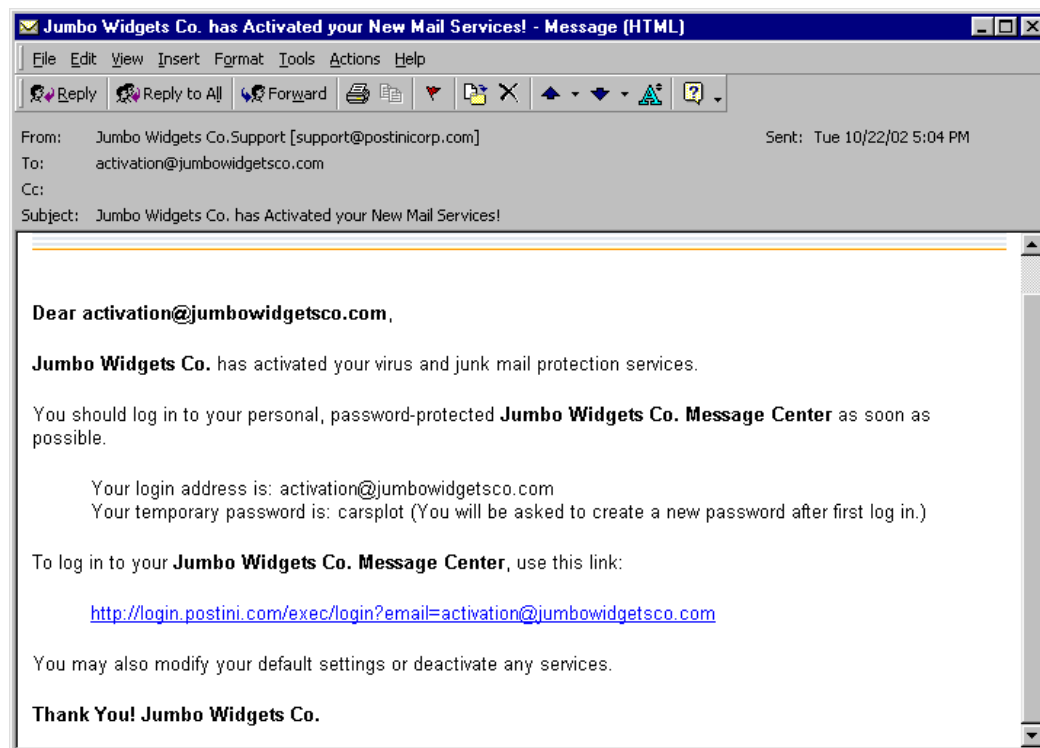 Jumbo Widgets Co. has Activated your New Mail Services! - Message (HTML)
File Edit View Insert Format Tools Actions Help
Reply Reply to All Forward
From: Jumbo Widgets Co.Support [support@postinicorp.com] Sent: Tue 10/22/02 5:04 PM
To: activation@jumbowidgetsco.com
Cc:
Subject: Jumbo Widgets Co. has Activated your New Mail Services!
Dear activation@jumbowidgetsco.com,
Jumbo Widgets Co. has activated your virus and junk mail protection services.
You should log in to your personal, password-protected Jumbo Widgets Co. Message Center as soon as
possible.
Your login address is: activation@jumbowidgetsco.com
Your temporary password is: carsplot (You will be asked to create a new password after first log in.)
To log in to your Jumbo Widgets Co. Message Center, use this link:
http://login.postini.com/exec/login?email=activation@jumbowidgetsco.com
You may also modify your default settings or deactivate any services.
Thank You! Jumbo Widgets Co.